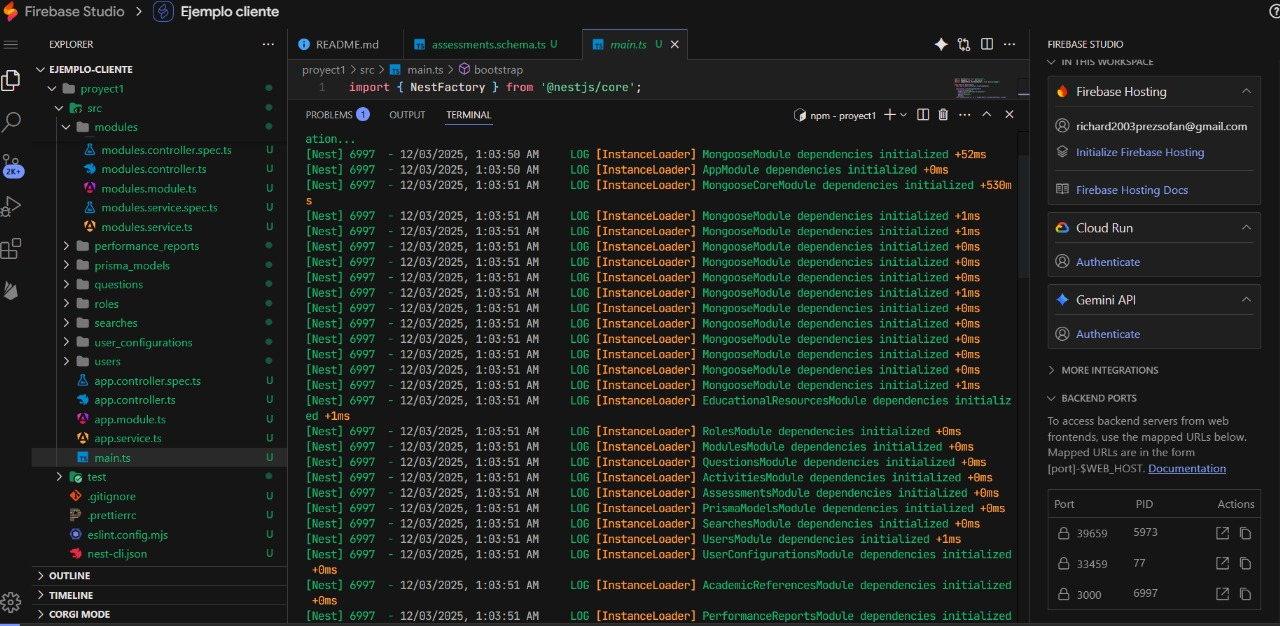 Firebase Studio > Ejemplo cliente
EXPLORER
EJEMPLO-CLIENTE
proyect1
src
modules
modules.controller.spec.ts U
modules.controller.ts U
modules.module.ts U
modules.service.spec.ts U
modules.service.ts U
performance_reports
prisma_models
questions
roles
searches
user_configurations
users
app.controller.spec.ts U
app.controller.ts U
app.module.ts U
app.service.ts U
main.ts U
test
.gitignore U
.prettierrc U
eslint.config.mjs U
nest-cli.json U
OUTLINE
TIMELINE
CORGI MODE
2K+
README.md
assessments.schema.ts U
main.ts U
proyect1 > src > main.ts > bootstrap
1 import { NestFactory } from '@nestjs/core';
PROBLEMS 1 OUTPUT TERMINAL
npm - proyect1
ation...
[Nest] 6997 - 12/03/2025, 1:03:50 AM LOG [InstanceLoader] MongooseModule dependencies initialized +52ms
[Nest] 6997 - 12/03/2025, 1:03:50 AM LOG [InstanceLoader] AppModule dependencies initialized +0ms
[Nest] 6997 - 12/03/2025, 1:03:51 AM LOG [InstanceLoader] MongooseCoreModule dependencies initialized +530m
s
[Nest] 6997 - 12/03/2025, 1:03:51 AM LOG [InstanceLoader] MongooseModule dependencies initialized +1ms
[Nest] 6997 - 12/03/2025, 1:03:51 AM LOG [InstanceLoader] MongooseModule dependencies initialized +1ms
[Nest] 6997 - 12/03/2025, 1:03:51 AM LOG [InstanceLoader] MongooseModule dependencies initialized +0ms
[Nest] 6997 - 12/03/2025, 1:03:51 AM LOG [InstanceLoader] MongooseModule dependencies initialized +0ms
[Nest] 6997 - 12/03/2025, 1:03:51 AM LOG [InstanceLoader] MongooseModule dependencies initialized +0ms
[Nest] 6997 - 12/03/2025, 1:03:51 AM LOG [InstanceLoader] MongooseModule dependencies initialized +1ms
[Nest] 6997 - 12/03/2025, 1:03:51 AM LOG [InstanceLoader] MongooseModule dependencies initialized +0ms
[Nest] 6997 - 12/03/2025, 1:03:51 AM LOG [InstanceLoader] MongooseModule dependencies initialized +0ms
[Nest] 6997 - 12/03/2025, 1:03:51 AM LOG [InstanceLoader] MongooseModule dependencies initialized +0ms
[Nest] 6997 - 12/03/2025, 1:03:51 AM LOG [InstanceLoader] MongooseModule dependencies initialized +0ms
[Nest] 6997 - 12/03/2025, 1:03:51 AM LOG [InstanceLoader] MongooseModule dependencies initialized +0ms
[Nest] 6997 - 12/03/2025, 1:03:51 AM LOG [InstanceLoader] MongooseModule dependencies initialized +1ms
[Nest] 6997 - 12/03/2025, 1:03:51 AM LOG [InstanceLoader] EducationalResourcesModule dependencies initializ
ed +1ms
[Nest] 6997 - 12/03/2025, 1:03:51 AM LOG [InstanceLoader] RolesModule dependencies initialized +0ms
[Nest] 6997 - 12/03/2025, 1:03:51 AM LOG [InstanceLoader] ModulesModule dependencies initialized +0ms
[Nest] 6997 - 12/03/2025, 1:03:51 AM LOG [InstanceLoader] QuestionsModule dependencies initialized +0ms
[Nest] 6997 - 12/03/2025, 1:03:51 AM LOG [InstanceLoader] ActivitiesModule dependencies initialized +0ms
[Nest] 6997 - 12/03/2025, 1:03:51 AM LOG [InstanceLoader] AssessmentsModule dependencies initialized +0ms
[Nest] 6997 - 12/03/2025, 1:03:51 AM LOG [InstanceLoader] PrismaModelsModule dependencies initialized +0ms
[Nest] 6997 - 12/03/2025, 1:03:51 AM LOG [InstanceLoader] SearchesModule dependencies initialized +0ms
[Nest] 6997 - 12/03/2025, 1:03:51 AM LOG [InstanceLoader] UsersModule dependencies initialized +1ms
[Nest] 6997 - 12/03/2025, 1:03:51 AM LOG [InstanceLoader] UserConfigurationsModule dependencies initialized
+0ms
[Nest] 6997 - 12/03/2025, 1:03:51 AM LOG [InstanceLoader] AcademicReferencesModule dependencies initialized
+0ms
[Nest] 6997 - 12/03/2025, 1:03:51 AM LOG [InstanceLoader] PerformanceReportsModule dependencies initialized
FIREBASE STUDIO
IN THIS WORKSPACE
Firebase Hosting
richard2003prezsofan@gmail.com
Initialize Firebase Hosting
Firebase Hosting Docs
Cloud Run
Authenticate
Gemini API
Authenticate
MORE INTEGRATIONS
BACKEND PORTS
To access backend servers from web
frontends, use the mapped URLs below.
Mapped URLs are in the form
[port]-$WEB_HOST. Documentation
Port PID Actions
39659 5973
33459 77
3000 6997